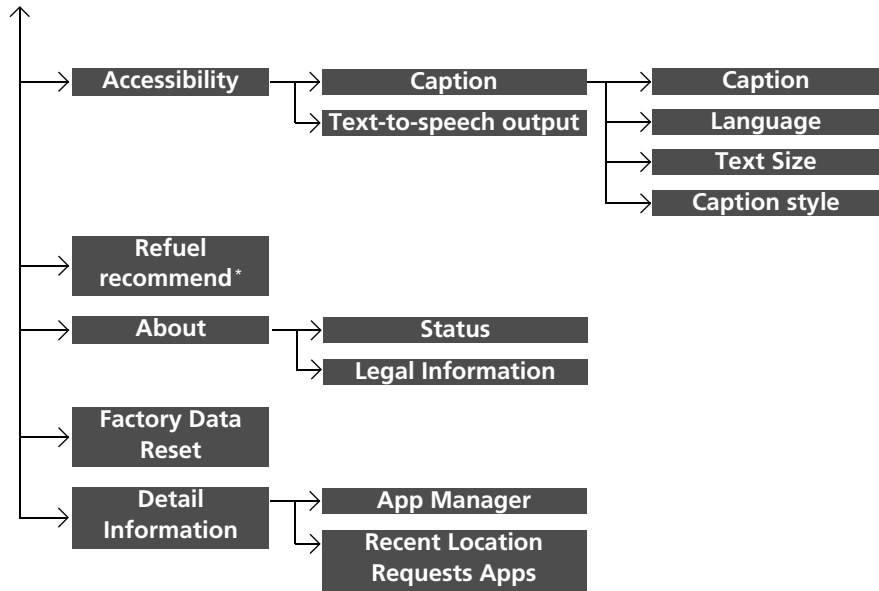 Accessibility
Caption
Caption
Text-to-speech output
Language
Text Size
Caption style
Refuel
recommend*
About
Status
Legal Information
Factory Data
Reset
Detail
Information
App Manager
Recent Location
Requests Apps